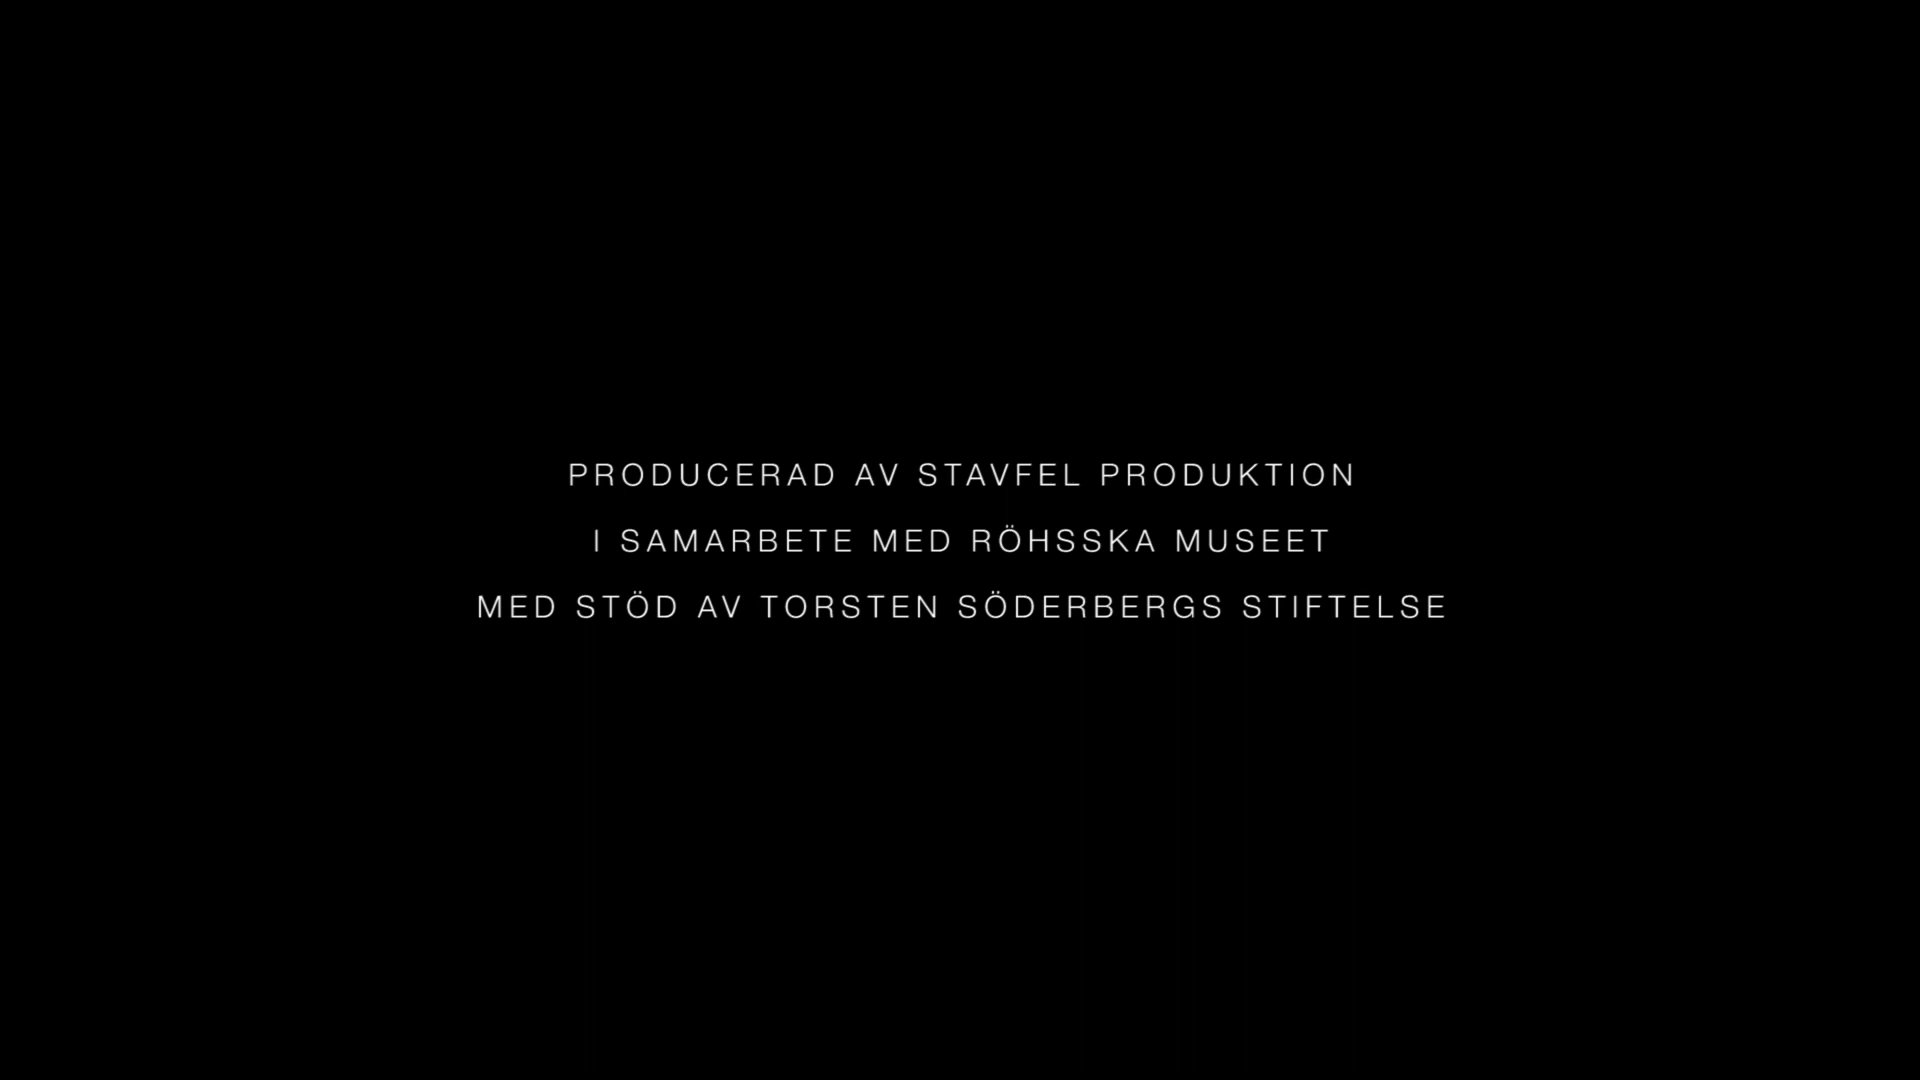 PRODUCERAD AV STAVFEL PRODUKTION
I SAMARBETE MED RÖHSSKA MUSEET
MED STÖD AV TORSTEN SÖDERBERGS STIFTELSE